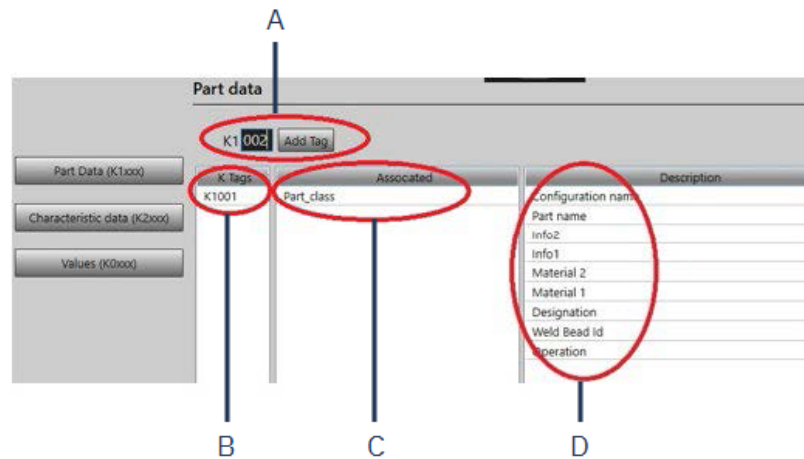 A
Part data
K1 002 Add Tag
Part Data (K1xxx)
Characteristic data (K2xxx)
Values (K0xxx)
K Tags Assocated Description
K1001 Part_class Configuration name
Part name
Info2
Info1
Material 2
Material 1
Designation
Weld Bead Id
Operation
B C D